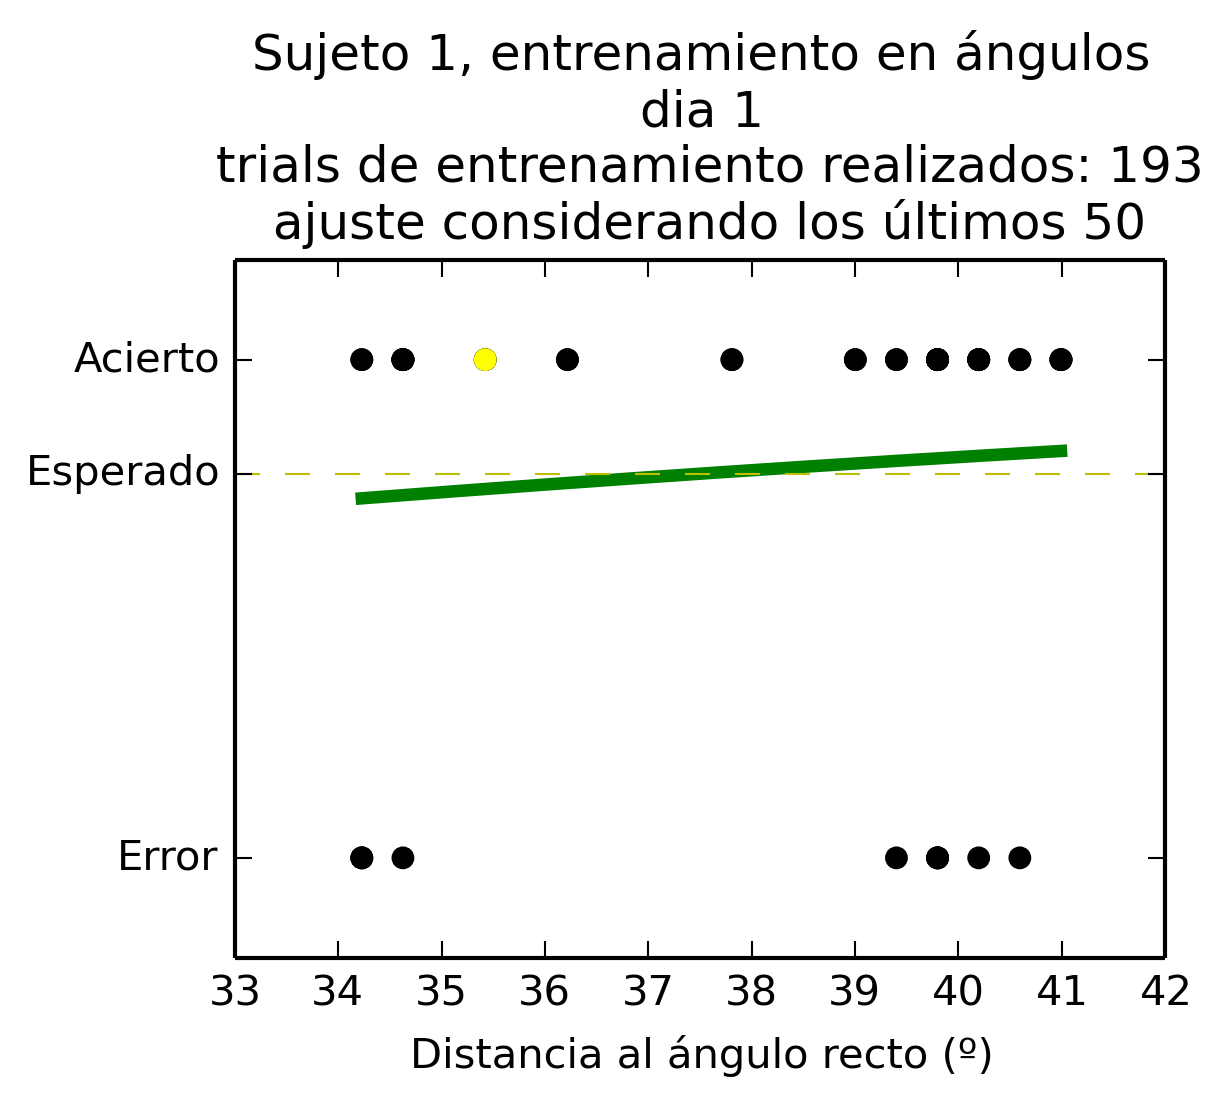 Sujeto 1, entrenamiento en ángulos
dia 1
trials de entrenamiento realizados: 193
ajuste considerando los últimos 50
Acierto
Esperado
Error
33 34 35 36 37 38 39 40 41 42
Distancia al ángulo recto (º)